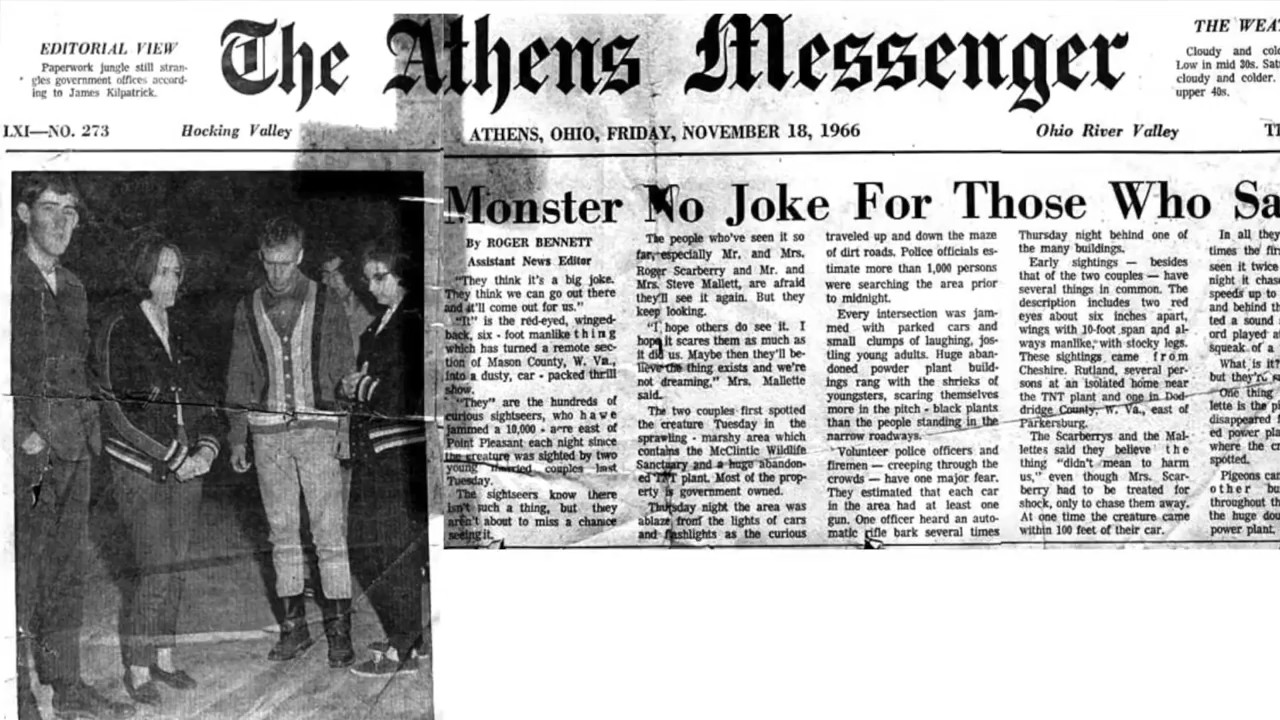 EDITORIAL VIEW
Paperwork jungle still stran-
gles government offices accord-
ing to James Kilpatrick.
The Athens Messenger
THE WEA
Cloudy and col
Low in mid 30s. Sat
cloudy and colder.
upper 40s.
LXI—NO. 273
Hocking Valley
ATHENS, OHIO, FRIDAY, NOVEMBER 18, 1966
Ohio River Valley
Monster No Joke For Those Who Sa
By ROGER BENNETT
Assistant News Editor
"They think it's a big joke.
They think we can go out there
and it'll come out for us."
"It" is the red-eyed, winged-
back, six - foot manlike thing
which has turned a remote sec-
tion of Mason County, W. Va.,
into a dusty, car - packed thrill
show.
"They" are the hundreds of
curious sightseers, who have
jammed a 10,000 - acre east of
Point Pleasant each night since
the creature was sighted by two
young married couples last
Tuesday.
The sightseers know there
isn't such a thing, but they
aren't about to miss a chance
seeing it.
The people who've seen it so
far, especially Mr. and Mrs.
Roger Scarberry and Mr. and
Mrs. Steve Mallett, are afraid
they'll see it again. But they
keep looking.
"I hope others do see it. I
hope it scares them as much as
it did us. Maybe then they'll be-
lieve the thing exists and we're
not dreaming," Mrs. Mallette
said.
The two couples first spotted
the creature Tuesday in the
sprawling - marshy area which
contains the McClintic Wildlife
Sanctuary and a huge abandon-
ed TNT plant. Most of the prop-
erty is government owned.
Thursday night the area was
ablaze from the lights of cars
and flashlights as the curious
traveled up and down the maze
of dirt roads. Police officials es-
timate more than 1,000 persons
were searching the area prior
to midnight.
Every intersection was jam-
med with parked cars and
small clumps of laughing, jos-
tling young adults. Huge aban-
doned power plant build-
ings rang with the shrieks of
youngsters, scaring themselves
more in the pitch - black plants
than the people standing in the
narrow roadways.
Volunteer police officers and
firemen — creeping through the
crowds — have one major fear.
They estimated that each car
in the area had at least one
gun. One officer heard an auto-
matic rifle bark several times
Thursday night behind one of
the many buildings.
Early sightings — besides
that of the two couples — have
several things in common. The
description includes two red
eyes about six inches apart,
wings with 10-foot span and al-
ways manlike, with stocky legs.
These sightings came from
Cheshire. Rutland, several per-
sons at an isolated home near
the TNT plant and one in Dod-
dridge County, W. Va., east of
Parkersburg.
The Scarberrys and the Mal-
lettes said they believe the
thing "didn't mean to harm
us," even though Mrs. Scar-
berry had to be treated for
shock, only to chase them away.
At one time the creature came
within 100 feet of their car.
In all they
times the fir
seen it twice
night it chas
speeds up to
and behind th
ted a sound
ord played a
squeak of a
What is it
but they're
One thing
lette is the pi
disappeared i
ed power pla
where the cr
spotted.
Pigeons ca
other bu
throughout th
the huge do
power plant.